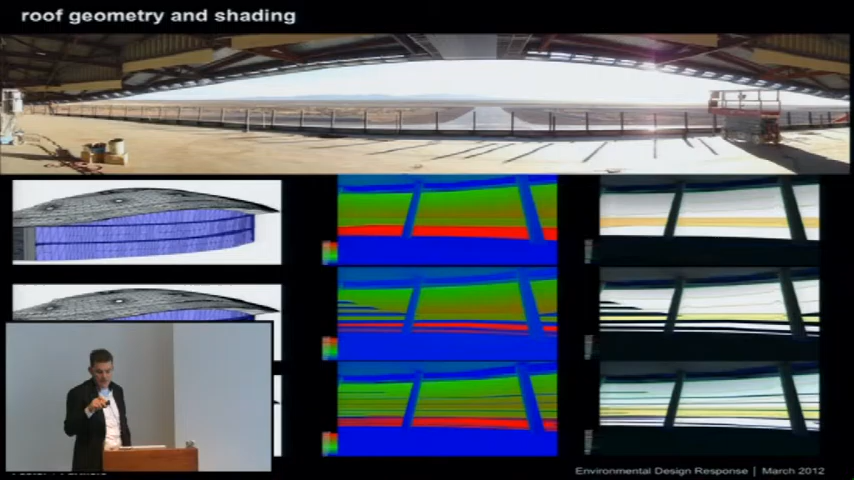 roof geometry and shading
Environmental Design Response | March 2012